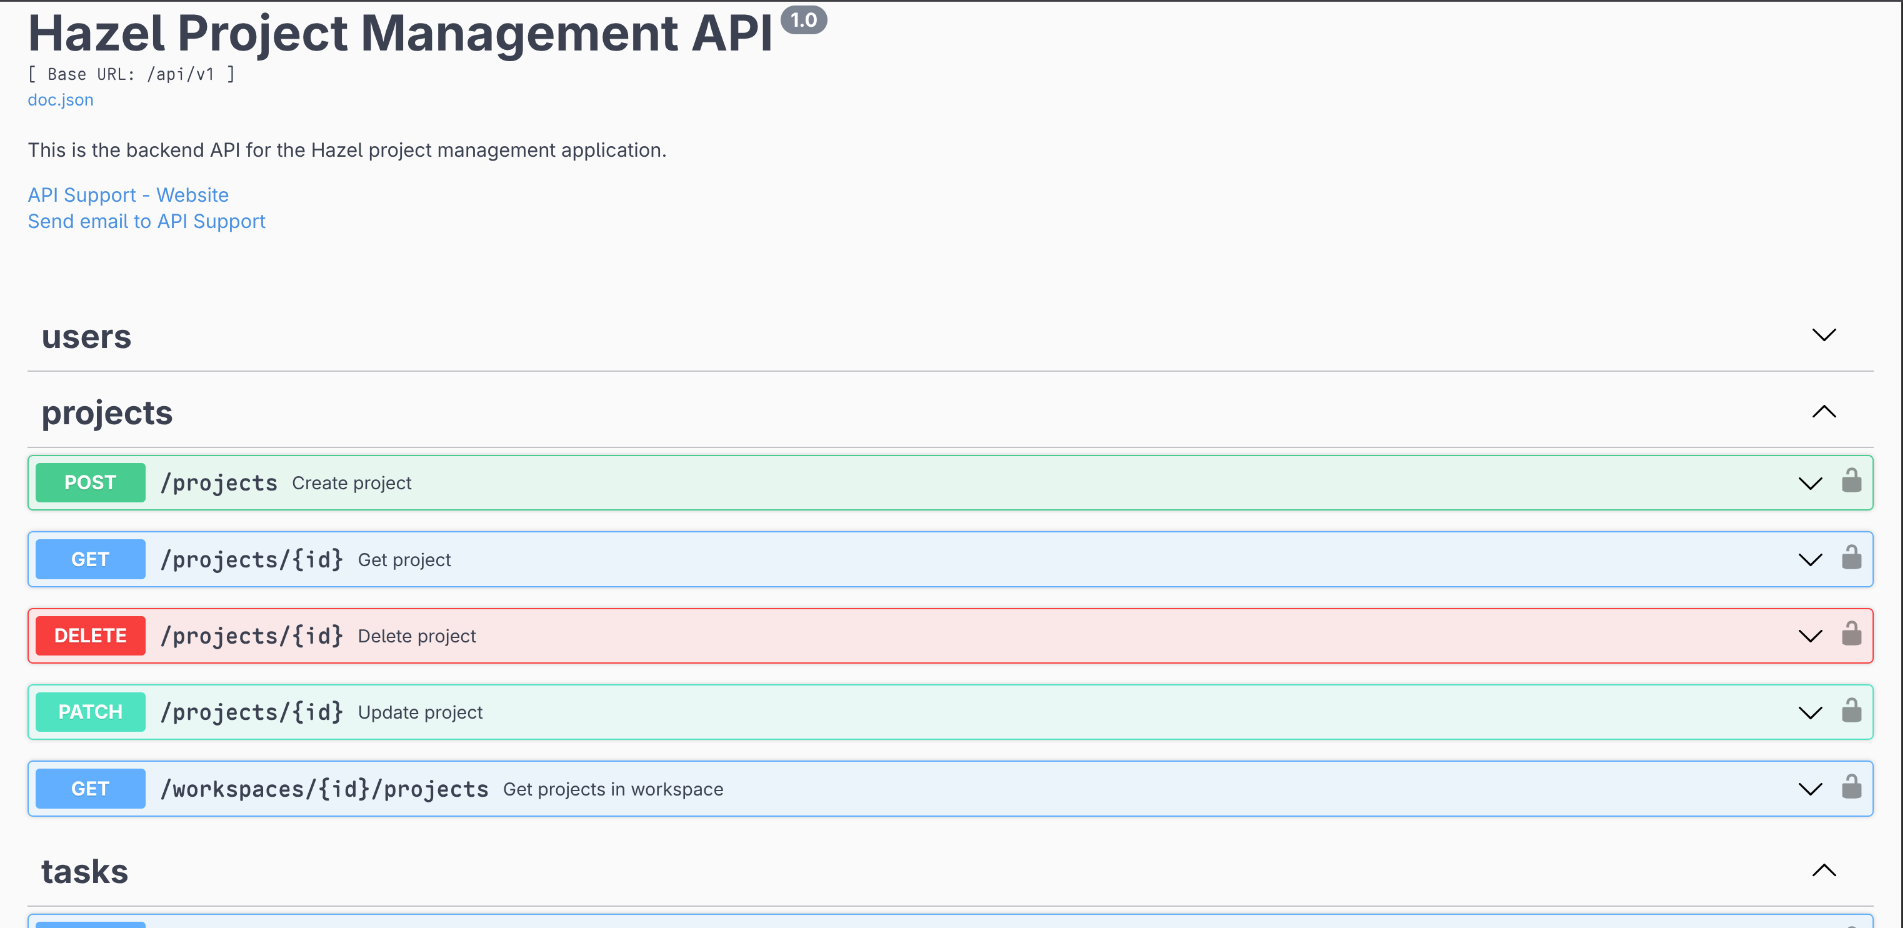 Hazel Project Management API 1.0
[ Base URL: /api/v1 ]
doc.json
This is the backend API for the Hazel project management application.
API Support - Website
Send email to API Support
users
projects
POST /projects Create project
GET /projects/{id} Get project
DELETE /projects/{id} Delete project
PATCH /projects/{id} Update project
GET /workspaces/{id}/projects Get projects in workspace
tasks